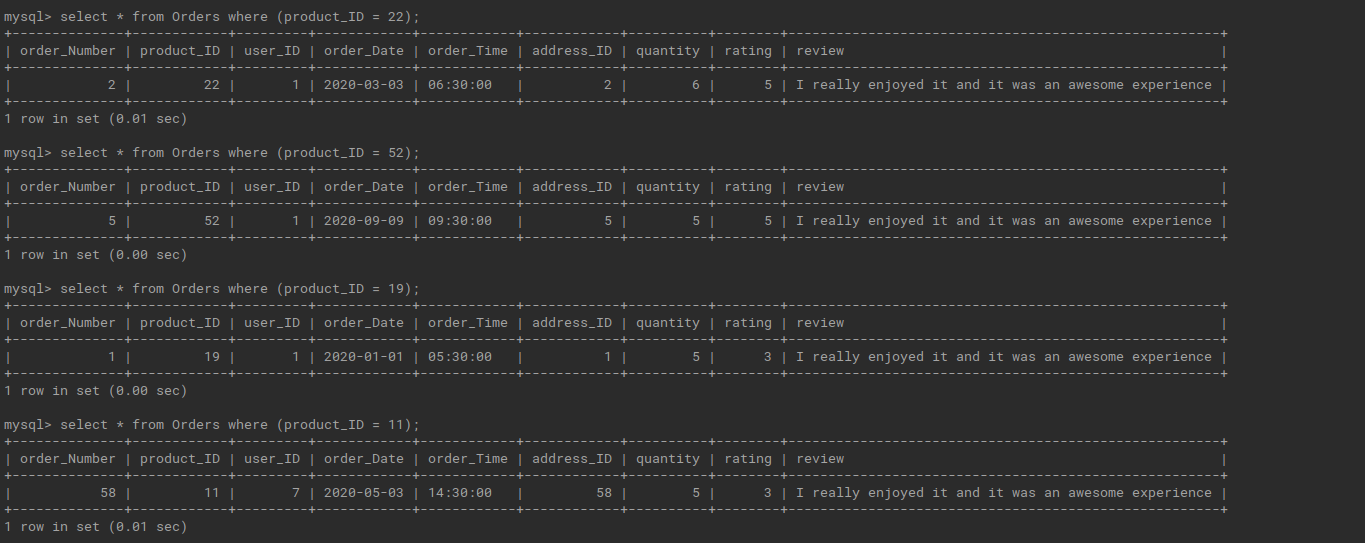 mysql> select * from Orders where (product_ID = 22);
+--------------+------------+---------+------------+------------+------------+----------+--------+------------------------------------------------------+
| order_Number | product_ID | user_ID | order_Date | order_Time | address_ID | quantity | rating | review                                               |
+--------------+------------+---------+------------+------------+------------+----------+--------+------------------------------------------------------+
|            2 |         22 |       1 | 2020-03-03 | 06:30:00   |          2 |        6 |      5 | I really enjoyed it and it was an awesome experience |
+--------------+------------+---------+------------+------------+------------+----------+--------+------------------------------------------------------+
1 row in set (0.01 sec)
mysql> select * from Orders where (product_ID = 52);
+--------------+------------+---------+------------+------------+------------+----------+--------+------------------------------------------------------+
| order_Number | product_ID | user_ID | order_Date | order_Time | address_ID | quantity | rating | review                                               |
+--------------+------------+---------+------------+------------+------------+----------+--------+------------------------------------------------------+
|            5 |         52 |       1 | 2020-09-09 | 09:30:00   |          5 |        5 |      5 | I really enjoyed it and it was an awesome experience |
+--------------+------------+---------+------------+------------+------------+----------+--------+------------------------------------------------------+
1 row in set (0.00 sec)
mysql> select * from Orders where (product_ID = 19);
+--------------+------------+---------+------------+------------+------------+----------+--------+------------------------------------------------------+
| order_Number | product_ID | user_ID | order_Date | order_Time | address_ID | quantity | rating | review                                               |
+--------------+------------+---------+------------+------------+------------+----------+--------+------------------------------------------------------+
|            1 |         19 |       1 | 2020-01-01 | 05:30:00   |          1 |        5 |      3 | I really enjoyed it and it was an awesome experience |
+--------------+------------+---------+------------+------------+------------+----------+--------+------------------------------------------------------+
1 row in set (0.00 sec)
mysql> select * from Orders where (product_ID = 11);
+--------------+------------+---------+------------+------------+------------+----------+--------+------------------------------------------------------+
| order_Number | product_ID | user_ID | order_Date | order_Time | address_ID | quantity | rating | review                                               |
+--------------+------------+---------+------------+------------+------------+----------+--------+------------------------------------------------------+
|           58 |         11 |       7 | 2020-05-03 | 14:30:00   |         58 |        5 |      3 | I really enjoyed it and it was an awesome experience |
+--------------+------------+---------+------------+------------+------------+----------+--------+------------------------------------------------------+
1 row in set (0.01 sec)